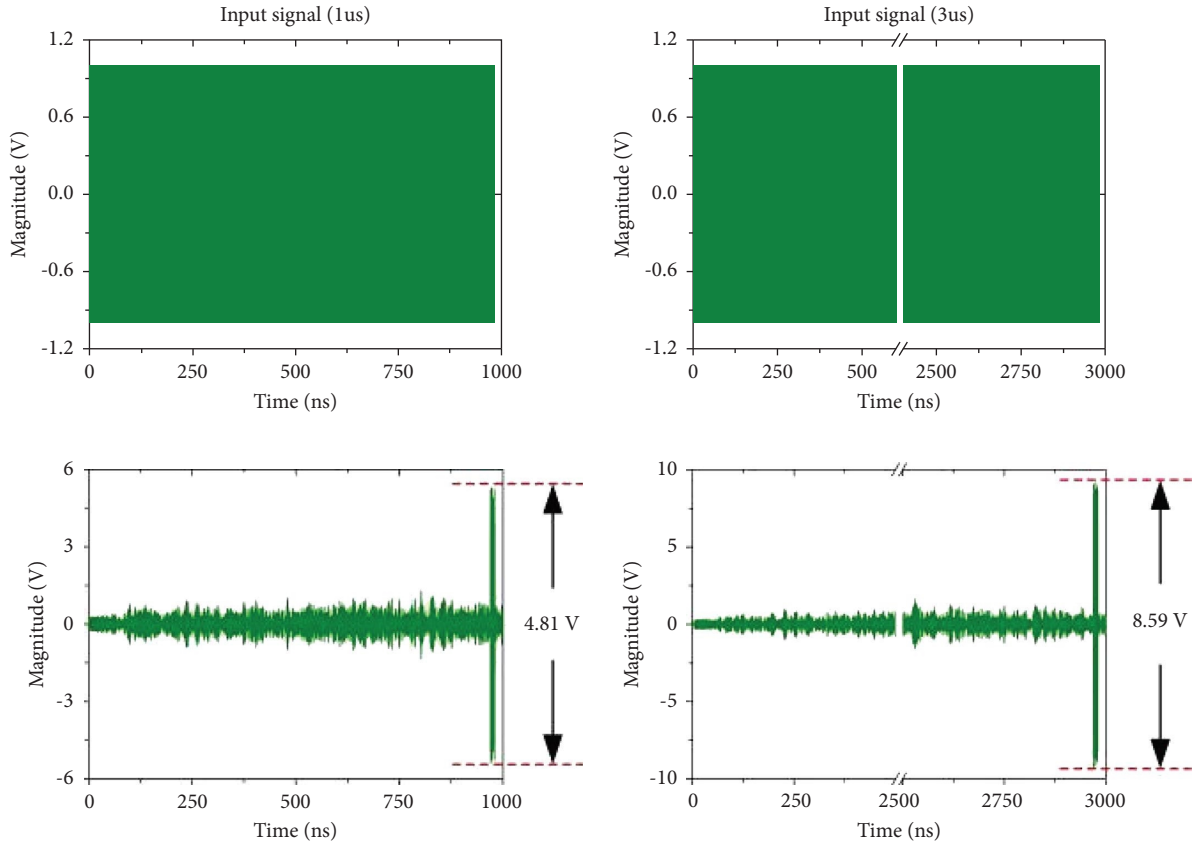 Input signal (1us)
1.2
0.6
0.0
-0.6
-1.2
Magnitude (V)
0 250 500 750 1000
Time (ns)
Input signal (3us)
1.2
0.6
0.0
-0.6
-1.2
Magnitude (V)
0 250 500 2500 2750 3000
Time (ns)
6
3
0
-3
-6
Magnitude (V)
4.81 V
0 250 500 750 1000
Time (ns)
10
5
0
-5
-10
Magnitude (V)
8.59 V
0 250 500 2500 2750 3000
Time (ns)